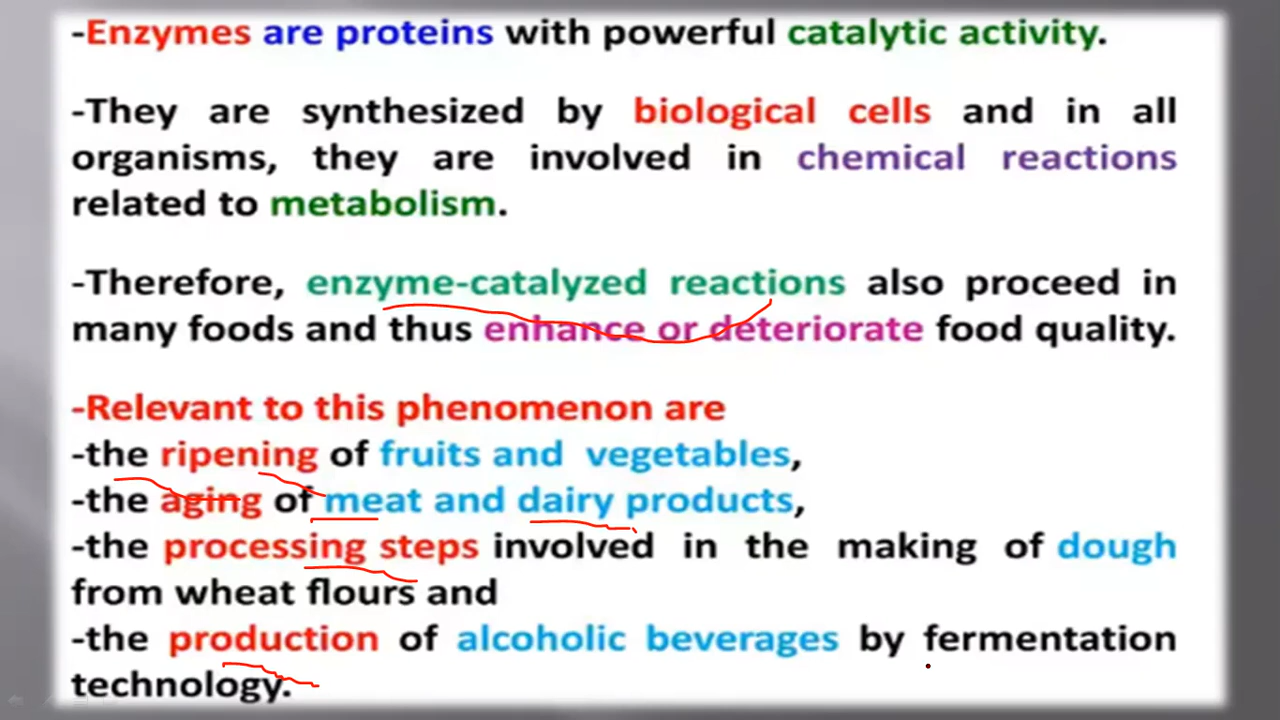 -Enzymes are proteins with powerful catalytic activity.
-They are synthesized by biological cells and in all
organisms, they are involved in chemical reactions
related to metabolism.
-Therefore, enzyme-catalyzed reactions also proceed in
many foods and thus enhance or deteriorate food quality.
-Relevant to this phenomenon are
-the ripening of fruits and vegetables,
-the aging of meat and dairy products,
-the processing steps involved in the making of dough
from wheat flours and
-the production of alcoholic beverages by fermentation
technology.